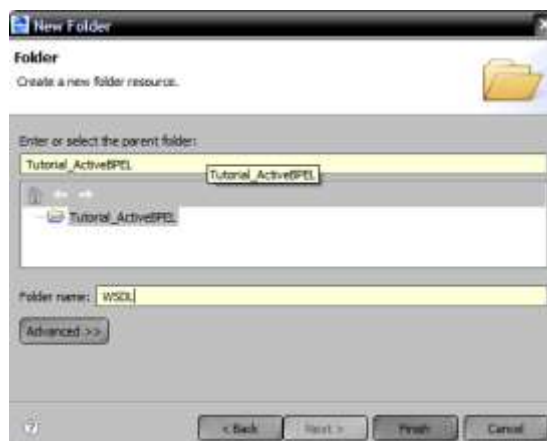 New Folder
Folder
Create a new folder resource.
Enter or select the parent folder:
Tutorial_ActiveBPEL
Tutorial_ActiveBPEL
Tutorial_ActiveBPEL
Folder name: WSDL
Advanced >>
? < Back Next > Finish Cancel